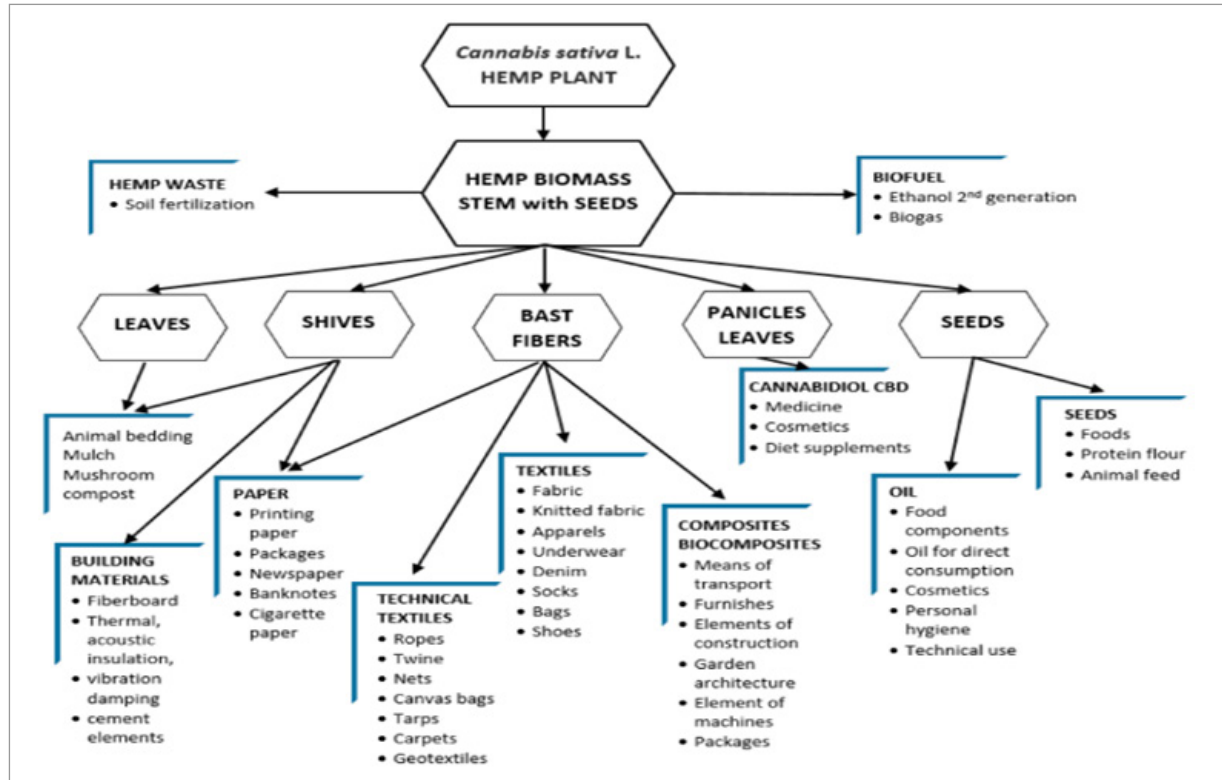 Cannabis sativa L.
HEMP PLANT
HEMP BIOMASS
STEM with SEEDS
HEMP WASTE
• Soil fertilization
BIOFUEL
• Ethanol 2nd generation
• Biogas
LEAVES
SHIVES
BAST
FIBERS
PANICLES
LEAVES
SEEDS
Animal bedding
Mulch
Mushroom
compost
BUILDING
MATERIALS
• Fiberboard
• Thermal,
acoustic
insulation,
• vibration
damping
• cement
elements
PAPER
• Printing
paper
• Packages
• Newspaper
• Banknotes
• Cigarette
paper
TECHNICAL
TEXTILES
• Ropes
• Twine
• Nets
• Canvas bags
• Tarps
• Carpets
• Geotextiles
TEXTILES
• Fabric
• Knitted fabric
• Apparels
• Underwear
• Denim
• Socks
• Bags
• Shoes
COMPOSITES
BIOCOMPOSITES
• Means of
transport
• Furnishes
• Elements of
construction
• Garden
architecture
• Element of
machines
• Packages
CANNABIDIOL CBD
• Medicine
• Cosmetics
• Diet supplements
OIL
• Food
components
• Oil for direct
consumption
• Cosmetics
• Personal
hygiene
• Technical use
SEEDS
• Foods
• Protein flour
• Animal feed